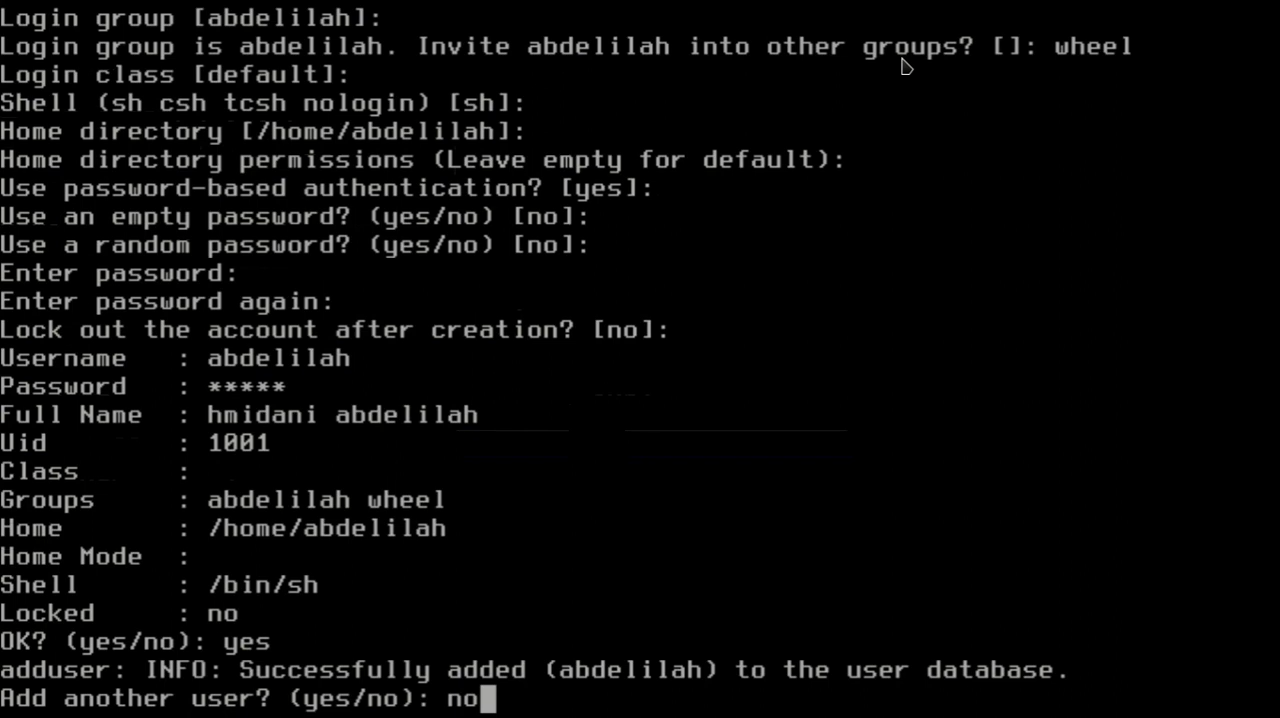 Login group [abdelilah]:
Login group is abdelilah. Invite abdelilah into other groups? []: wheel
Login class [default]:
Shell (sh csh tcsh nologin) [sh]:
Home directory [/home/abdelilah]:
Home directory permissions (Leave empty for default):
Use password-based authentication? [yes]:
Use an empty password? (yes/no) [no]:
Use a random password? (yes/no) [no]:
Enter password:
Enter password again:
Lock out the account after creation? [no]:
Username   : abdelilah
Password   : *****
Full Name  : hmidani abdelilah
Uid        : 1001
Class      :
Groups     : abdelilah wheel
Home       : /home/abdelilah
Home Mode  :
Shell      : /bin/sh
Locked     : no
OK? (yes/no): yes
adduser: INFO: Successfully added (abdelilah) to the user database.
Add another user? (yes/no): no